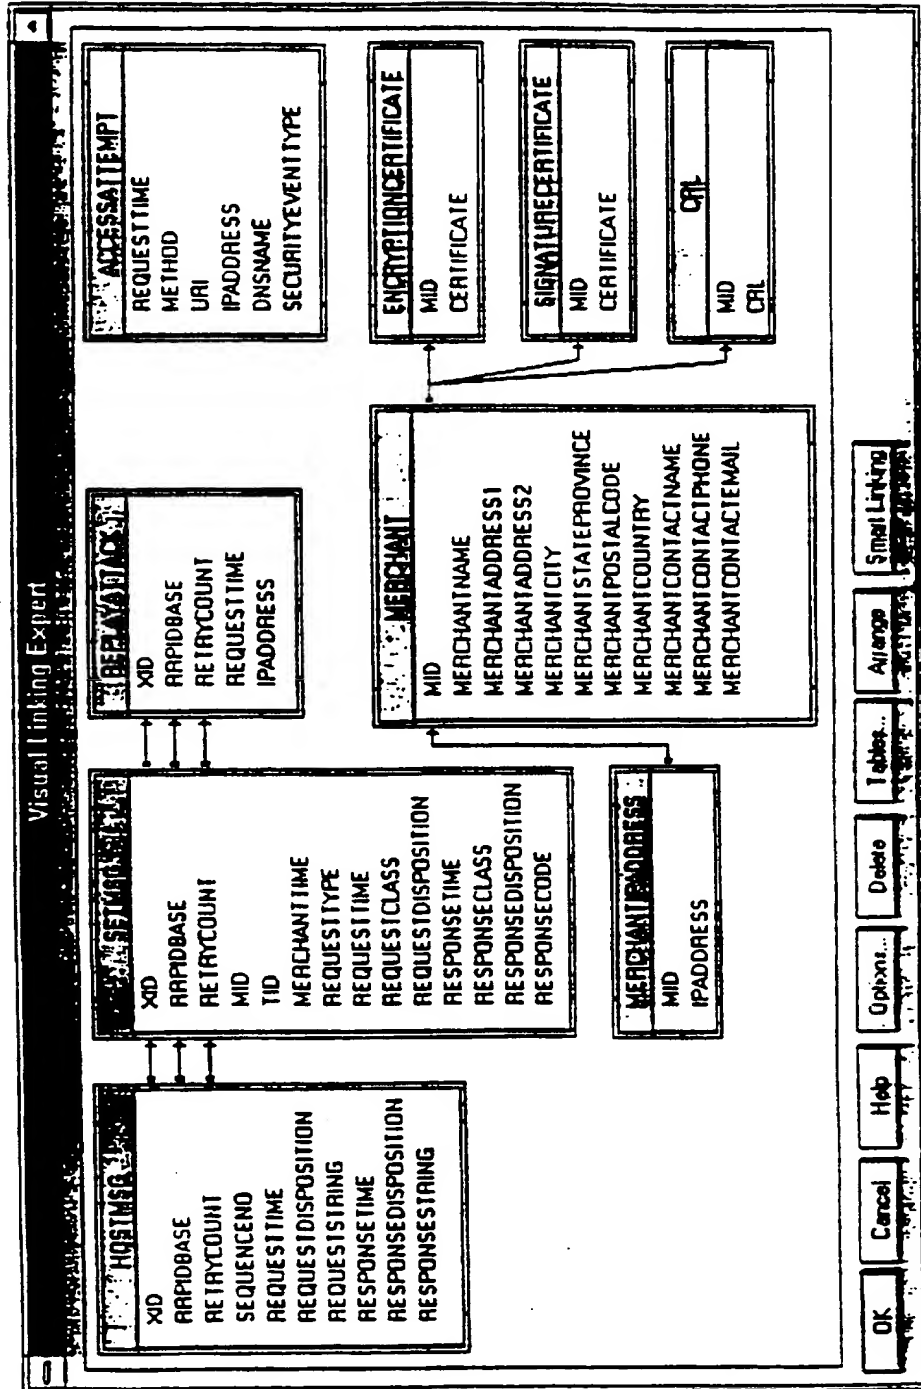 Visual Linking Expert
HOSTMSG
XID
RRPIDBASE
RETRYCOUNT
SEQUENCENO
REQUESTTIME
REQUESTDISPOSITION
REQUESTSTRING
RESPONSETIME
RESPONSEDISPOSITION
RESPONSESTRING
XID
RRPIDBASE
RETRYCOUNT
MID
TID
MERCHANTTIME
REQUESTTYPE
REQUESTTIME
REQUESTCLASS
REQUESTDISPOSITION
RESPONSETIME
RESPONSECLASS
RESPONSEDISPOSITION
RESPONSECODE
REPLAYATTACK
XID
RRPIDBASE
RETRYCOUNT
REQUESTTIME
IPADDRESS
ACCESSATTEMPT
REQUESTTIME
METHOD
URI
IPADDRESS
DNSNAME
SECURITYEVENTTYPE
MERCHANTIPADDRESS
MID
IPADDRESS
MERCHANT
MID
MERCHANTNAME
MERCHANTADDRESS1
MERCHANTADDRESS2
MERCHANTCITY
MERCHANTSTATEPROVINCE
MERCHANTPOSTALCODE
MERCHANTCOUNTRY
MERCHANTCONTACTNAME
MERCHANTCONTACTPHONE
MERCHANTCONTACTEMAIL
ENCRYPTIONCERTIFICATE
MID
CERTIFICATE
SIGNATURECERTIFICATE
MID
CERTIFICATE
CRL
MID
CRL
OK
Cancel
Help
Options...
Delete
Tables...
Arrange
Smart Linking